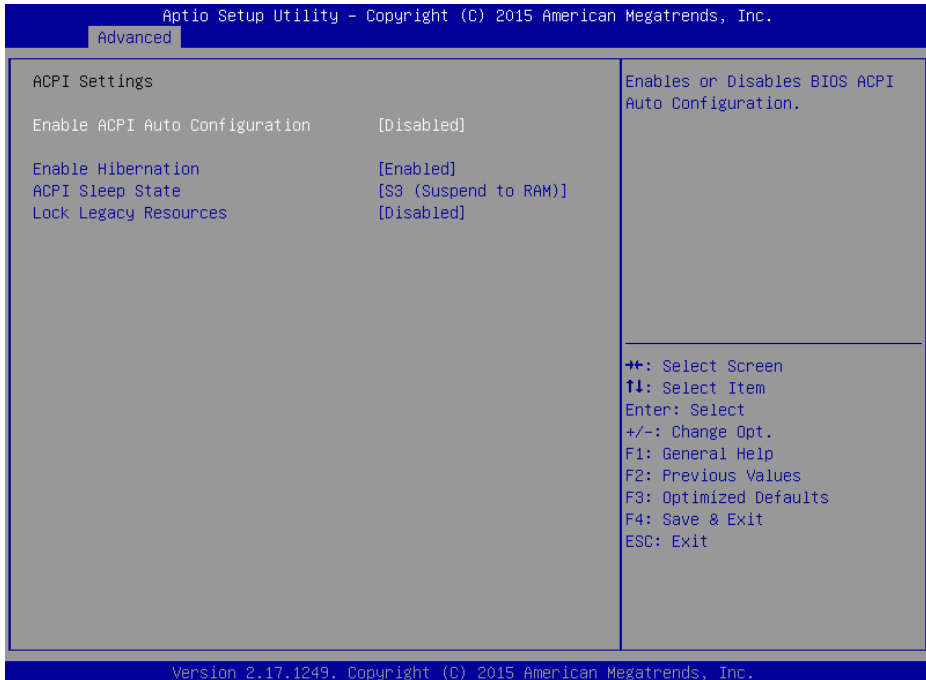 Aptio Setup Utility – Copyright (C) 2015 American Megatrends, Inc.
Advanced
ACPI Settings
Enable ACPI Auto Configuration [Disabled]
Enable Hibernation [Enabled]
ACPI Sleep State [S3 (Suspend to RAM)]
Lock Legacy Resources [Disabled]
Enables or Disables BIOS ACPI
Auto Configuration.
→←: Select Screen
↑↓: Select Item
Enter: Select
+/-: Change Opt.
F1: General Help
F2: Previous Values
F3: Optimized Defaults
F4: Save & Exit
ESC: Exit
Version 2.17.1249. Copyright (C) 2015 American Megatrends, Inc.